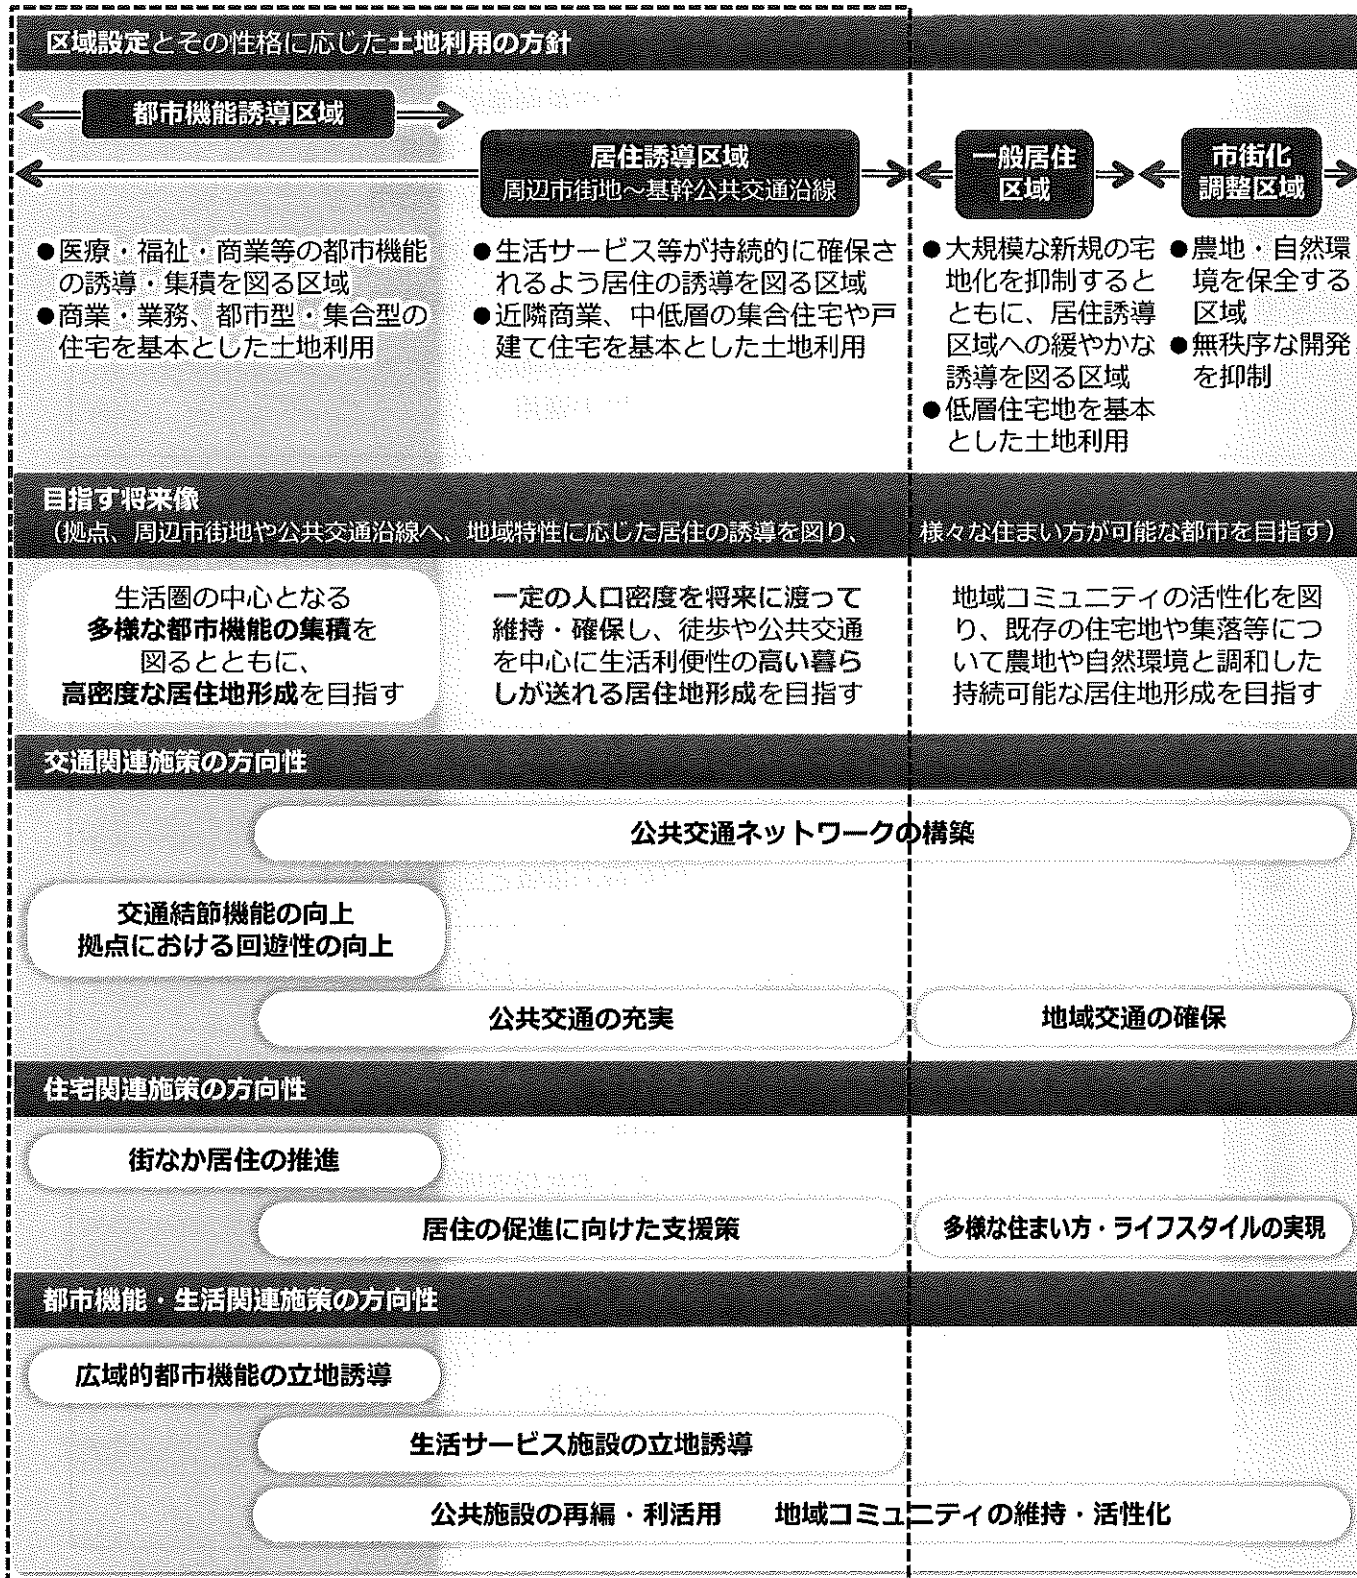 区域設定とその性格に応じた土地利用の方針
都市機能誘導区域
居住誘導区域
周辺市街地～基幹公共交通沿線
一般居住
区域
市街化
調整区域
●医療・福祉・商業等の都市機能
の誘導・集積を図る区域
●商業・業務、都市型・集合型の
住宅を基本とした土地利用
●生活サービス等が持続的に確保さ
れるよう居住の誘導を図る区域
●近隣商業、中低層の集合住宅や戸
建て住宅を基本とした土地利用
●大規模な新規の宅
地化を抑制すると
ともに、居住誘導
区域への緩やかな
誘導を図る区域
●低層住宅地を基本
とした土地利用
●農地・自然環
境を保全する
区域
●無秩序な開発
を抑制
目指す将来像
（拠点、周辺市街地や公共交通沿線へ、地域特性に応じた居住の誘導を図り、 様々な住まい方が可能な都市を目指す）
生活圏の中心となる
多様な都市機能の集積を
図るとともに、
高密度な居住地形成を目指す
一定の人口密度を将来に渡って
維持・確保し、徒歩や公共交通
を中心に生活利便性の高い暮ら
しが送れる居住地形成を目指す
地域コミュニティの活性化を図
り、既存の住宅地や集落等につ
いて農地や自然環境と調和した
持続可能な居住地形成を目指す
交通関連施策の方向性
公共交通ネットワークの構築
交通結節機能の向上
拠点における回遊性の向上
公共交通の充実
地域交通の確保
住宅関連施策の方向性
街なか居住の推進
居住の促進に向けた支援策
多様な住まい方・ライフスタイルの実現
都市機能・生活関連施策の方向性
広域的都市機能の立地誘導
生活サービス施設の立地誘導
公共施設の再編・利活用 地域コミュニティの維持・活性化